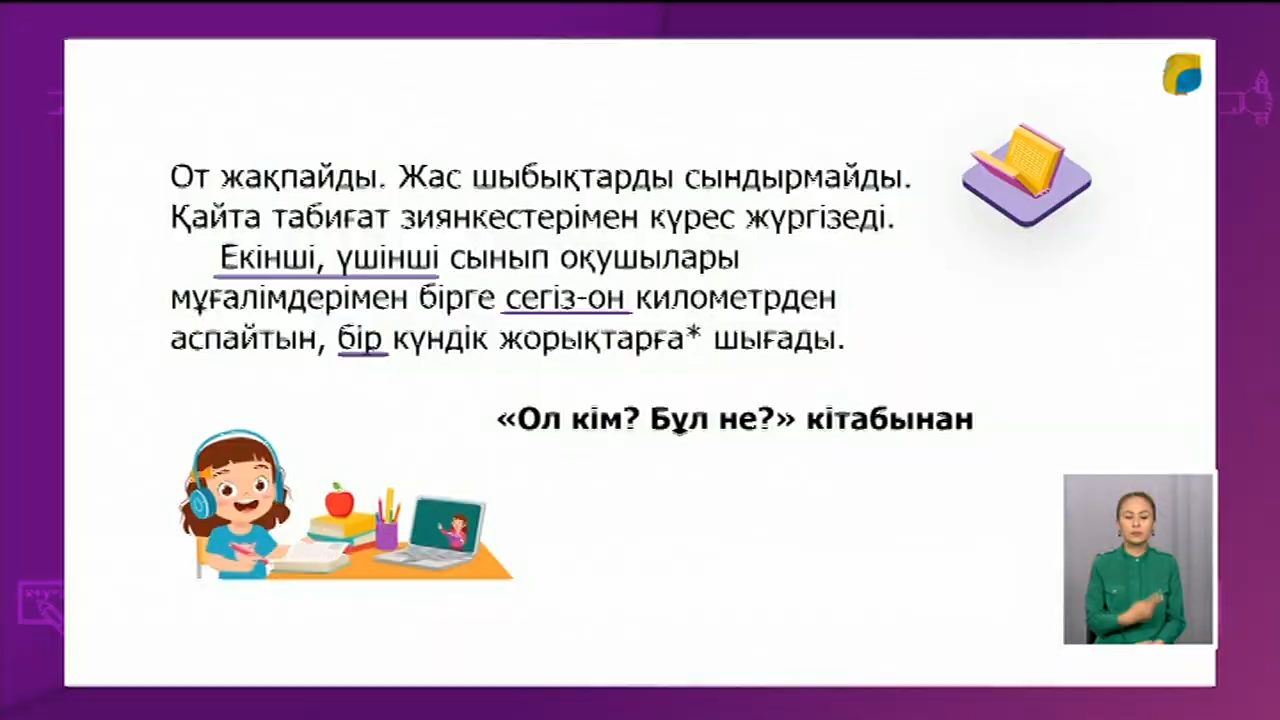 От жақпайды. Жас шыбықтарды сындырмайды.
Қайта табиғат зиянкестерімен күрес жүргізеді.
Екінші, үшінші сынып оқушылары
мұғалімдерімен бірге сегіз-он километрден
аспайтын, бір күндік жорықтарға* шығады.
«Ол кім? Бұл не?» кітабынан